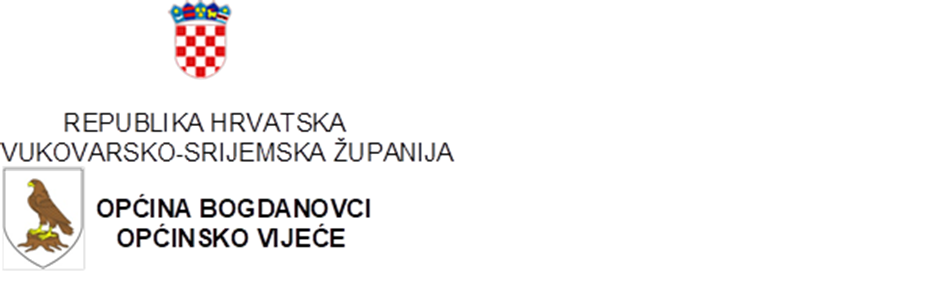 REPUBLIKA HRVATSKA
VUKOVARSKO-SRIJEMSKA ŽUPANIJA
OPĆINA BOGDANOVCI
OPĆINSKO VIJEĆE